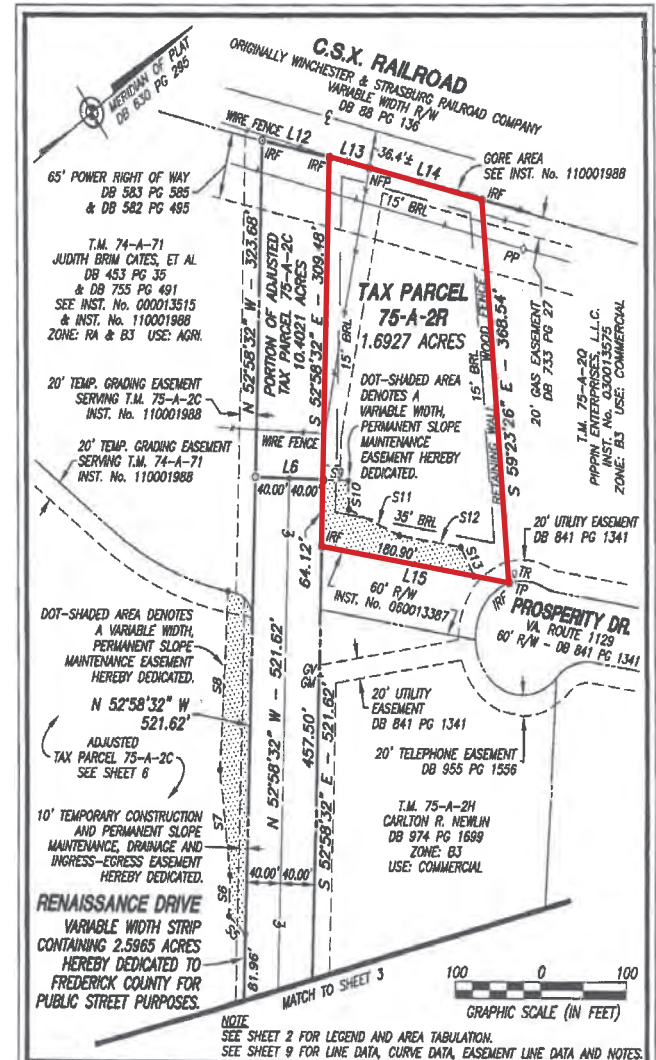 C.S.X. RAILROAD
ORIGINALLY WINCHESTER & STRASBURG RAILROAD COMPANY
VARIABLE WIDTH R/W
DB 88 PG 136
MERIDIAN OF PLAT
DB 630 PG 295
WIRE FENCE
L12
IRF
IRF
L13
36.4'±
L14
NFP
IRF
GORE AREA
SEE INST. No. 110001988
65' POWER RIGHT OF WAY
DB 583 PG 585
& DB 582 PG 495
15' BRL
PP
T.M. 74-A-71
JUDITH BRIM CATES, ET AL
DB 453 PG 35
& DB 755 PG 491
SEE INST. No. 000013515
& INST. No. 110001988
ZONE: RA & B3 USE: AGRI.
N 52°58'32" W - 323.68'
PORTION OF ADJUSTED
TAX PARCEL 75-A-2C
10.4021 ACRES
S 52°58'32" E - 309.48'
15' BRL
TAX PARCEL
75-A-2R
1.6927 ACRES
15' BRL
WOOD FENCE
RETAINING WALL
S 59°23'26" E - 368.54'
20' GAS EASEMENT
DB 733 PG 27
T.M. 75-A-2Q
PIPPIN ENTERPRISES, L.L.C.
INST. No. 030013575
ZONE: B3 USE: COMMERCIAL
DOT-SHADED AREA
DENOTES A
VARIABLE WIDTH,
PERMANENT SLOPE
MAINTENANCE
EASEMENT HEREBY
DEDICATED.
20' TEMP. GRADING EASEMENT
SERVING T.M. 75-A-2C
INST. No. 110001988
WIRE FENCE
20' TEMP. GRADING EASEMENT
SERVING T.M. 74-A-71
INST. No. 110001988
L6
40.00' 40.00'
S9
S10
S11
35' BRL
S12
S13
IRF
180.90'
64.12'
L15
60' R/W
INST. No. 060013387
20' UTILITY EASEMENT
DB 841 PG 1341
TR
TP
IRF
PROSPERITY DR.
VA. ROUTE 1129
60' R/W - DB 841 PG 1341
DOT-SHADED AREA DENOTES
A VARIABLE WIDTH,
PERMANENT SLOPE
MAINTENANCE EASEMENT
HEREBY DEDICATED.
S8
N 52°58'32" W
521.62'
ADJUSTED
TAX PARCEL 75-A-2C
SEE SHEET 6
N 52°58'32" W - 521.62'
457.50'
S 52°58'32" E - 521.62'
20' UTILITY
EASEMENT
DB 841 PG 1341
20' TELEPHONE EASEMENT
DB 955 PG 1556
T.M. 75-A-2H
CARLTON R. NEWLIN
DB 974 PG 1699
ZONE: B3
USE: COMMERCIAL
S7
10' TEMPORARY CONSTRUCTION
AND PERMANENT SLOPE
MAINTENANCE, DRAINAGE AND
INGRESS-EGRESS EASEMENT
HEREBY DEDICATED.
40.00' 40.00'
S6
RENAISSANCE DRIVE
VARIABLE WIDTH STRIP
CONTAINING 2.5965 ACRES
HEREBY DEDICATED TO
FREDERICK COUNTY FOR
PUBLIC STREET PURPOSES.
81.96'
MATCH TO SHEET 3
100 0 100
GRAPHIC SCALE (IN FEET)
NOTE
SEE SHEET 2 FOR LEGEND AND AREA TABULATION.
SEE SHEET 9 FOR LINE DATA, CURVE DATA, EASEMENT LINE DATA AND NOTES.